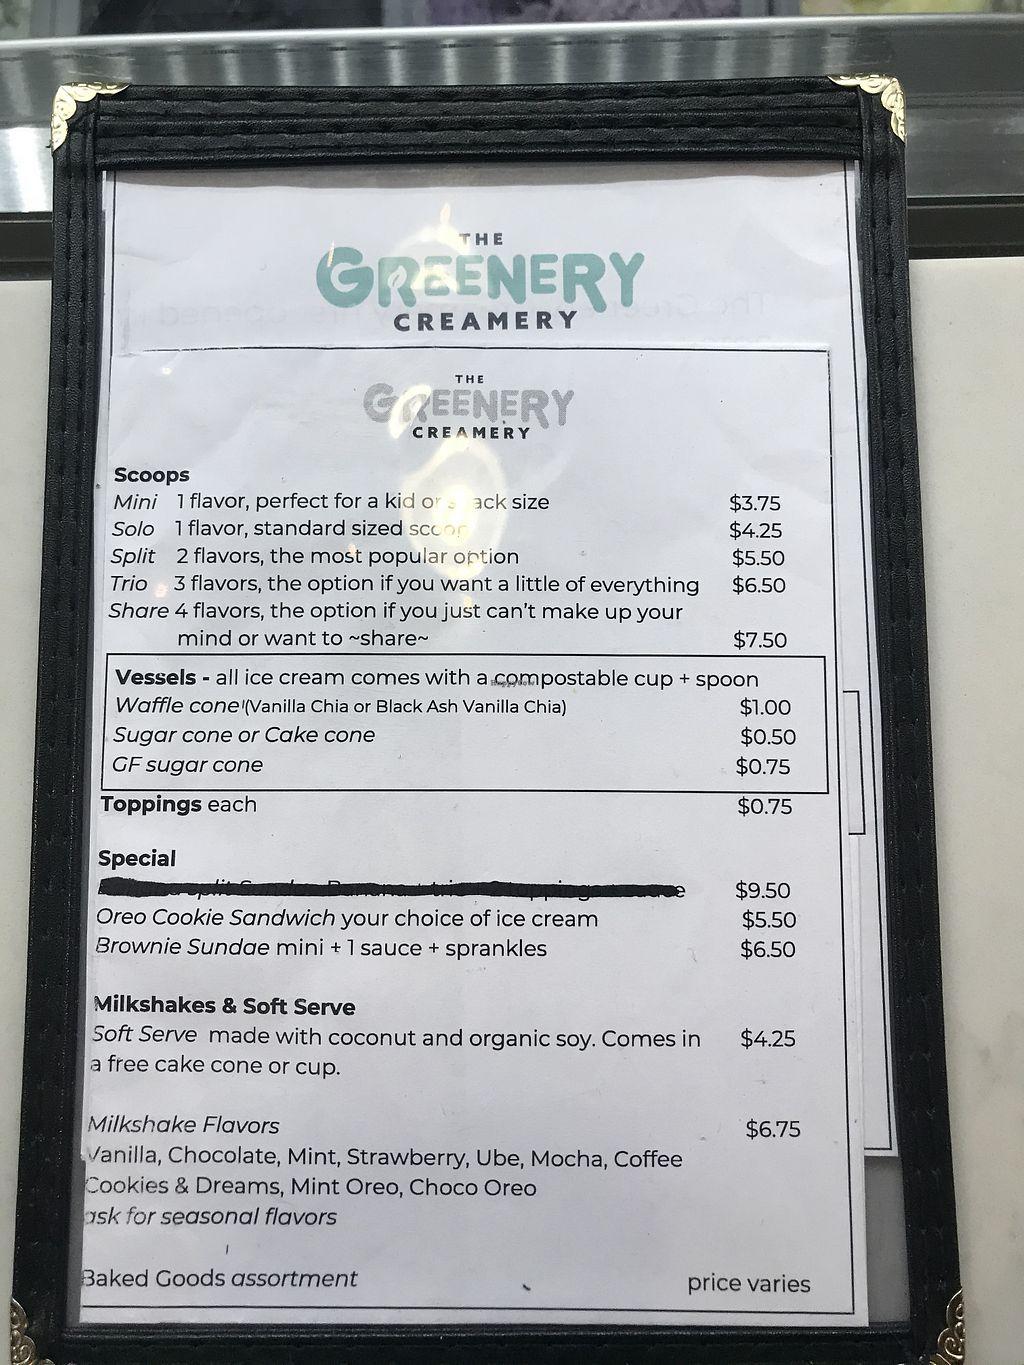 THE
GREENERY
CREAMERY
THE
GREENERY
CREAMERY
Scoops
Mini 1 flavor, perfect for a kid or snack size $3.75
Solo 1 flavor, standard sized scoop $4.25
Split 2 flavors, the most popular option $5.50
Trio 3 flavors, the option if you want a little of everything $6.50
Share 4 flavors, the option if you just can't make up your
mind or want to ~share~ $7.50
Vessels - all ice cream comes with a compostable cup + spoon
Waffle cone (Vanilla Chia or Black Ash Vanilla Chia) $1.00
Sugar cone or Cake cone $0.50
GF sugar cone $0.75
Toppings each $0.75
Special
$9.50
Oreo Cookie Sandwich your choice of ice cream $5.50
Brownie Sundae mini + 1 sauce + sprankles $6.50
Milkshakes & Soft Serve
Soft Serve made with coconut and organic soy. Comes in $4.25
a free cake cone or cup.
Milkshake Flavors $6.75
Vanilla, Chocolate, Mint, Strawberry, Ube, Mocha, Coffee
Cookies & Dreams, Mint Oreo, Choco Oreo
ask for seasonal flavors
Baked Goods assortment price varies